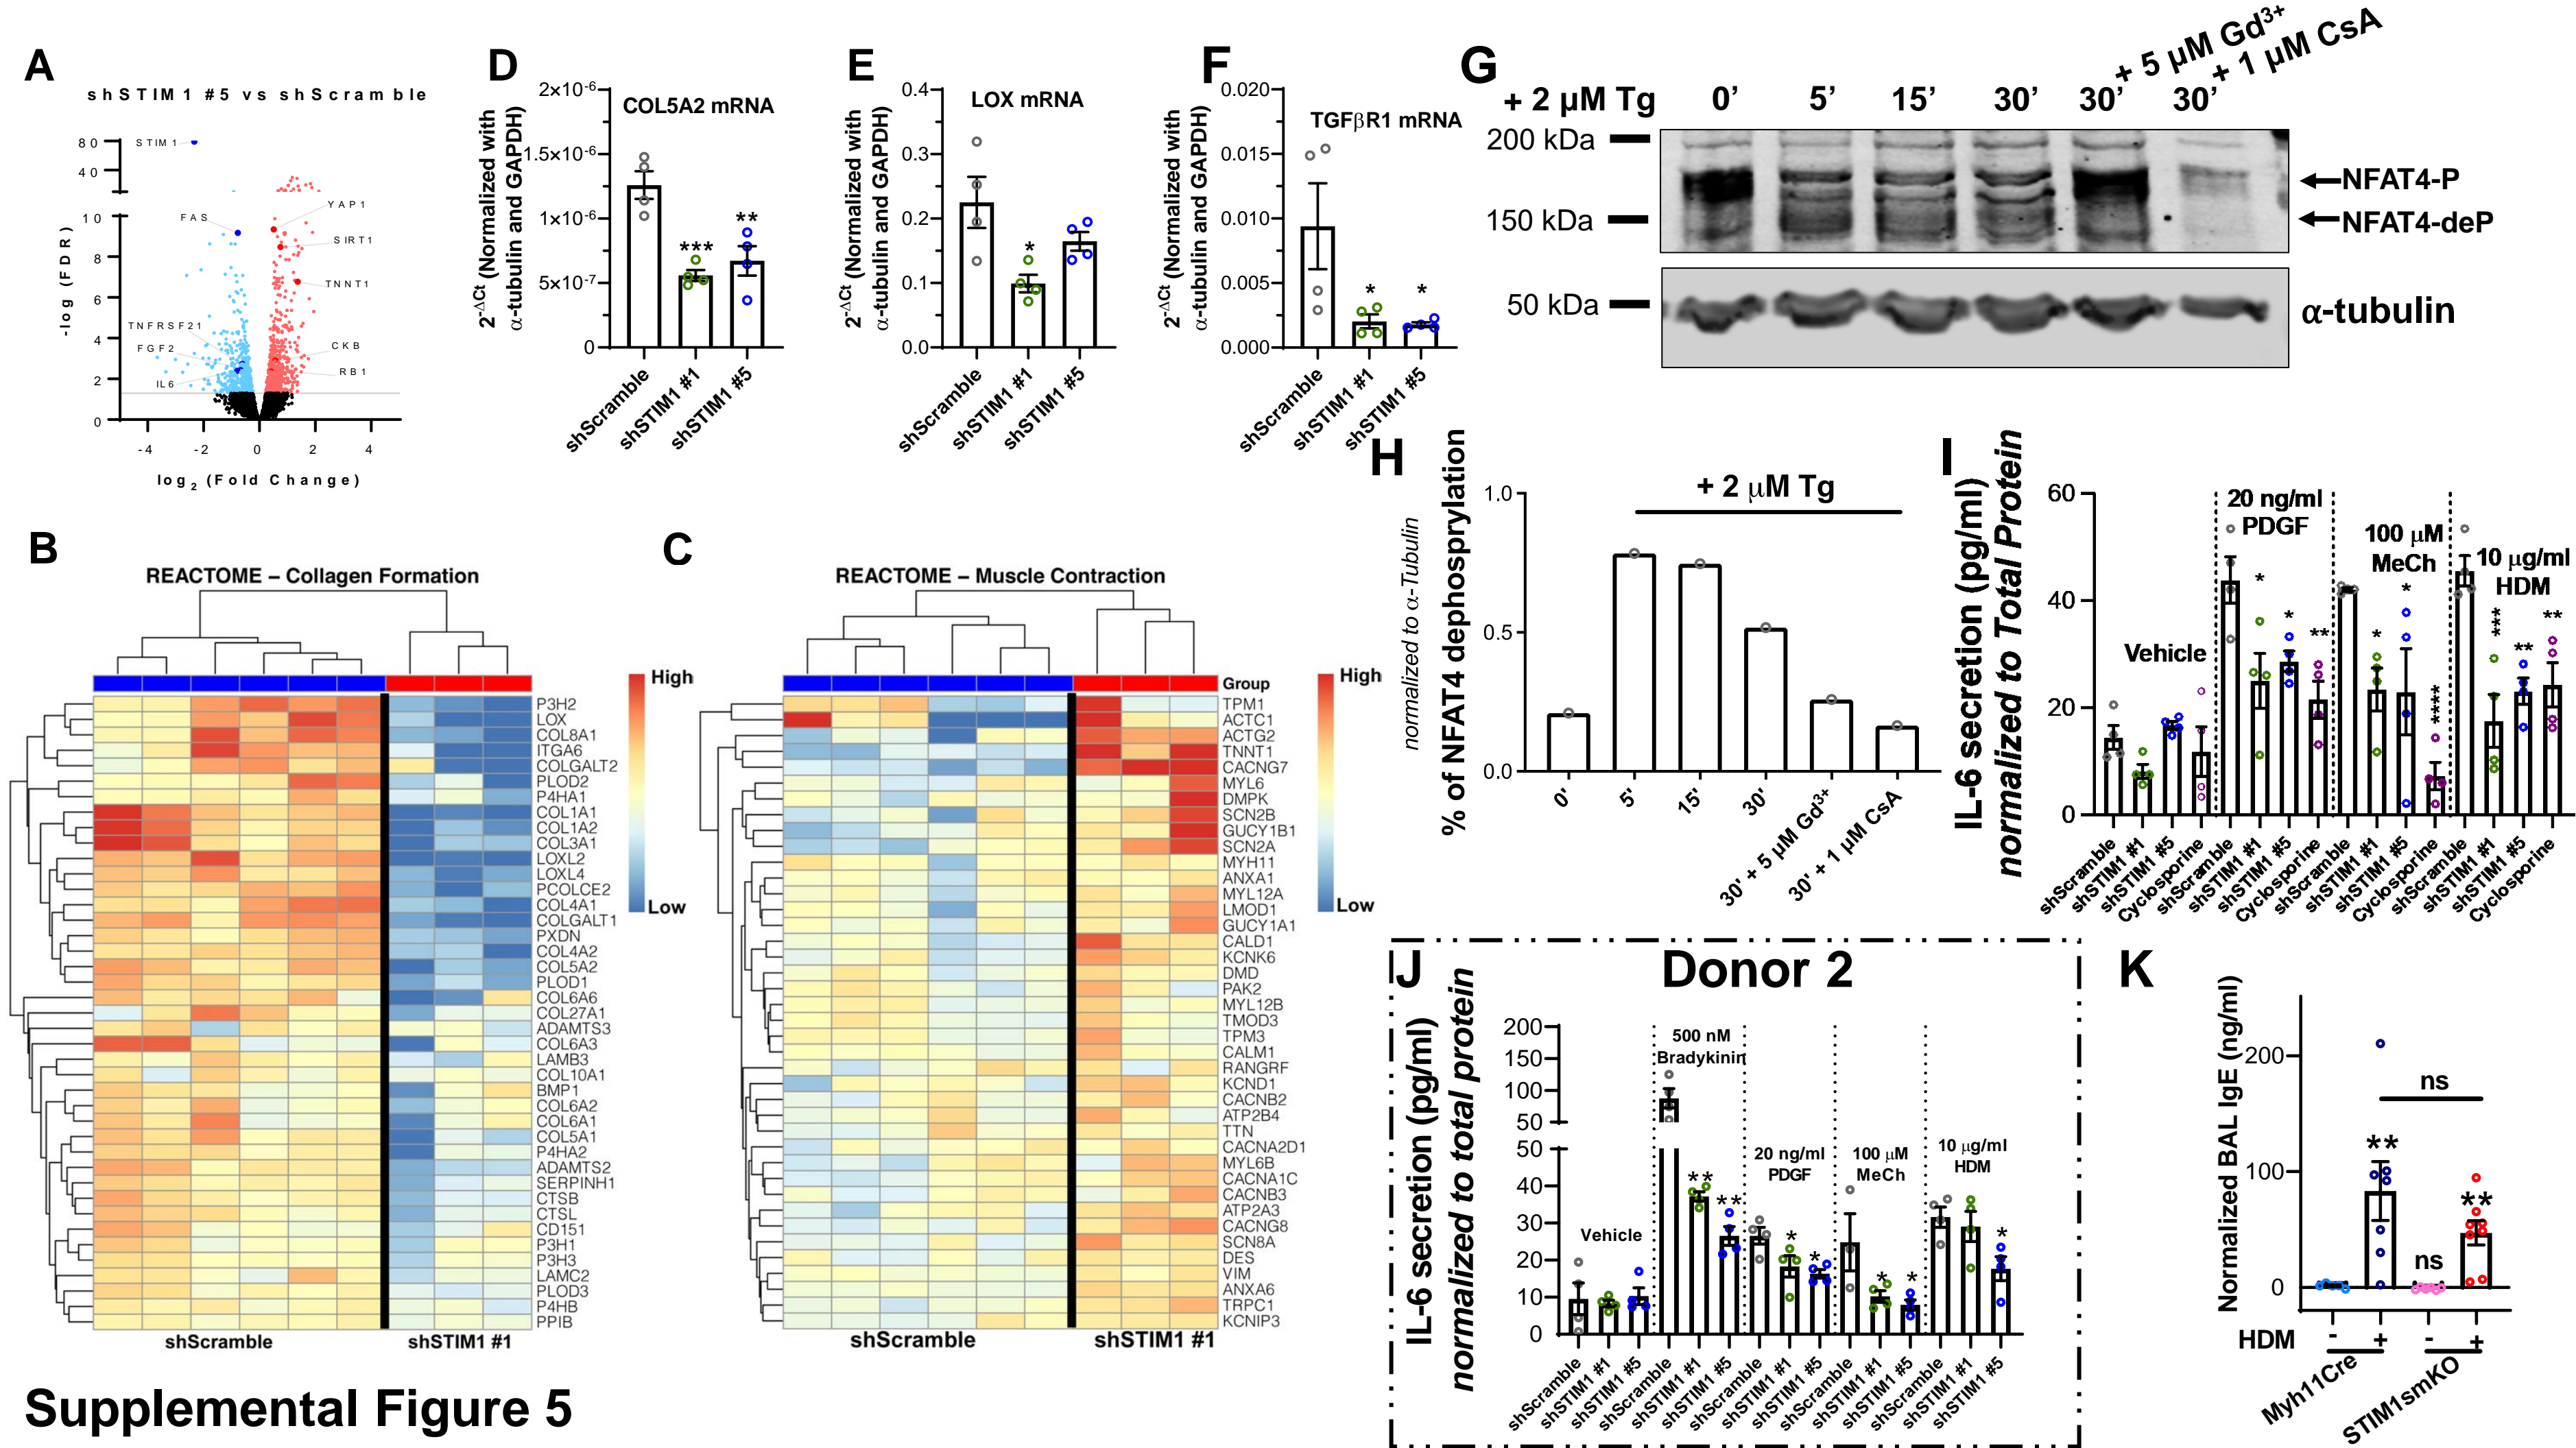 A
shSTIM1 #5 vs shScramble
-log (FDR)
80
40
10
8
6
4
2
0
STIM1
FAS
YAP1
SIRT1
TNNT1
TNFRSF21
FGF2
IL6
CKB
RB1
-4 -2 0 2 4
log2 (Fold Change)
D
COL5A2 mRNA
2-ΔCt (Normalized with
α-tubulin and GAPDH)
2×10-6
1.5×10-6
1×10-6
5×10-7
0
***
**
shScramble
shSTIM1 #1
shSTIM1 #5
E
LOX mRNA
2-ΔCt (Normalized with
α-tubulin and GAPDH)
0.4
0.3
0.2
0.1
0.0
*
shScramble
shSTIM1 #1
shSTIM1 #5
F
TGFβR1 mRNA
2-ΔCt (Normalized with
α-tubulin and GAPDH)
0.020
0.015
0.010
0.005
0.000
*
*
shScramble
shSTIM1 #1
shSTIM1 #5
G
+ 5 µM Gd3+
+ 1 µM CsA
+ 2 µM Tg 0’ 5’ 15’ 30’ 30’ 30’
200 kDa
150 kDa
50 kDa
NFAT4-P
NFAT4-deP
α-tubulin
B
REACTOME – Collagen Formation
High
Low
P3H2
LOX
COL8A1
ITGA6
COLGALT2
PLOD2
P4HA1
COL1A1
COL1A2
COL3A1
LOXL2
LOXL4
PCOLCE2
COL4A1
COLGALT1
PXDN
COL4A2
COL5A2
PLOD1
COL6A6
COL27A1
ADAMTS3
COL6A3
LAMB3
COL10A1
BMP1
COL6A2
COL6A1
COL5A1
P4HA2
ADAMTS2
SERPINH1
CTSB
CTSL
CD151
P3H1
P3H3
LAMC2
PLOD3
P4HB
PPIB
shScramble shSTIM1 #1
C
REACTOME – Muscle Contraction
High
Low
Group
TPM1
ACTC1
ACTG2
TNNT1
CACNG7
MYL6
DMPK
SCN2B
GUCY1B1
SCN2A
MYH11
ANXA1
MYL12A
LMOD1
GUCY1A1
CALD1
KCNK6
DMD
PAK2
MYL12B
TMOD3
TPM3
CALM1
RANGRF
KCND1
CACNB2
ATP2B4
TTN
CACNA2D1
MYL6B
CACNA1C
CACNB3
ATP2A3
CACNG8
SCN8A
DES
VIM
ANXA6
TRPC1
KCNIP3
shScramble shSTIM1 #1
H
normalized to α-Tubulin
% of NFAT4 dephosprylation
+ 2 µM Tg
1.0
0.5
0.0
0'
5'
15'
30'
30' + 5 µM Gd3+
30' + 1 µM CsA
I
IL-6 secretion (pg/ml)
normalized to Total Protein
60
40
20
0
Vehicle
20 ng/ml
PDGF
100 µM
MeCh
10 µg/ml
HDM
*
*
**
*
*
****
***
**
**
shScramble
shSTIM1 #1
shSTIM1 #5
Cyclosporine
shScramble
shSTIM1 #1
shSTIM1 #5
Cyclosporine
shScramble
shSTIM1 #1
shSTIM1 #5
Cyclosporine
shScramble
shSTIM1 #1
shSTIM1 #5
Cyclosporine
J
Donor 2
IL-6 secretion (pg/ml)
normalized to total protein
200
150
100
50
50
40
30
20
10
0
Vehicle
500 nM
Bradykinin
20 ng/ml
PDGF
100 µM
MeCh
10 µg/ml
HDM
**
**
*
*
*
*
*
shScramble
shSTIM1 #1
shSTIM1 #5
shScramble
shSTIM1 #1
shSTIM1 #5
shScramble
shSTIM1 #1
shSTIM1 #5
shScramble
shSTIM1 #1
shSTIM1 #5
shScramble
shSTIM1 #1
shSTIM1 #5
K
Normalized BAL IgE (ng/ml)
200
100
0
ns
**
ns
**
HDM - + - +
Myh11Cre
STIM1smKO
Supplemental Figure 5